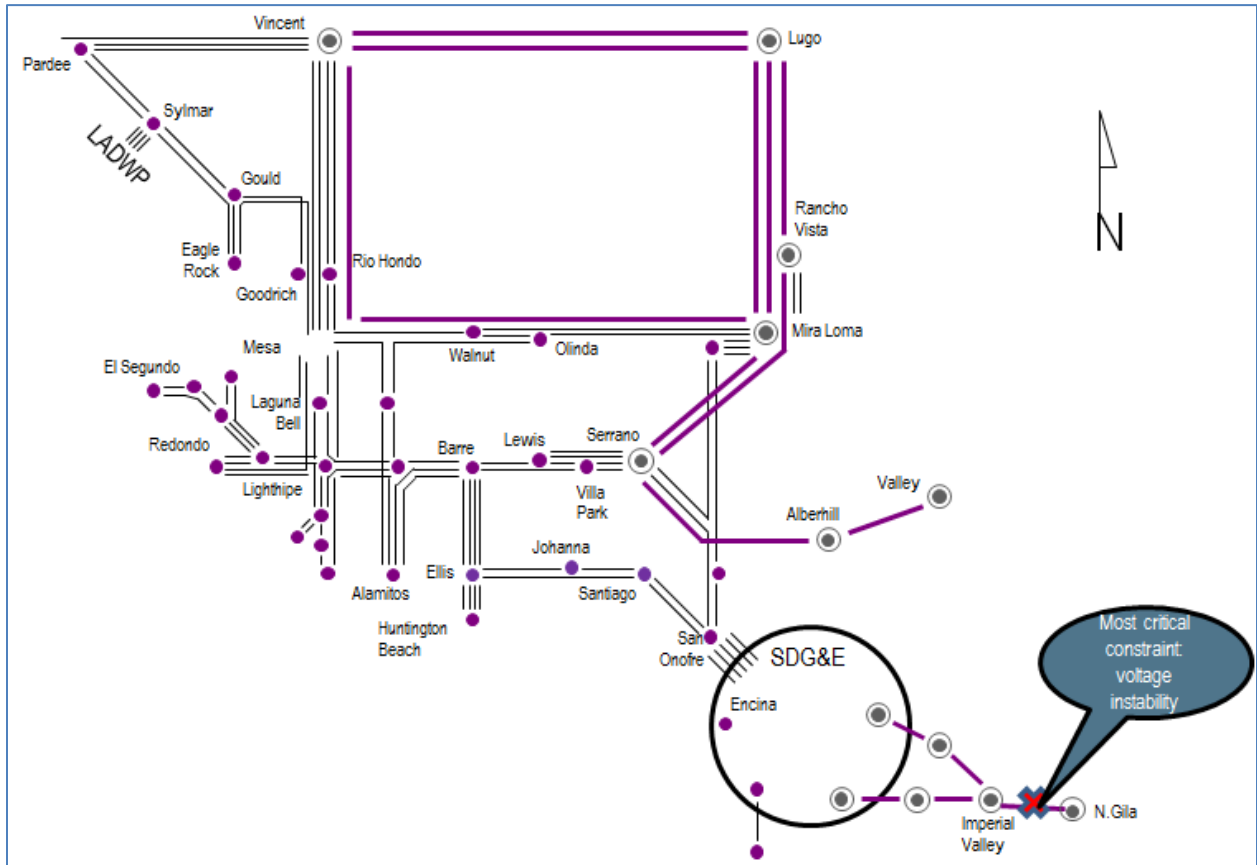 Vincent
Lugo
Pardee
Sylmar
LADWP
Gould
Rancho
Vista
N
Eagle
Rock
Rio Hondo
Goodrich
Mira Loma
Mesa
Walnut
Olinda
El Segundo
Laguna
Bell
Redondo
Barre
Lewis
Serrano
Lighthipe
Villa
Park
Valley
Alberhill
Johanna
Ellis
Alamitos
Santiago
Huntington
Beach
San
Onofre
SDG&E
Most critical
constraint:
voltage
instability
Encina
Imperial
Valley
N.Gila